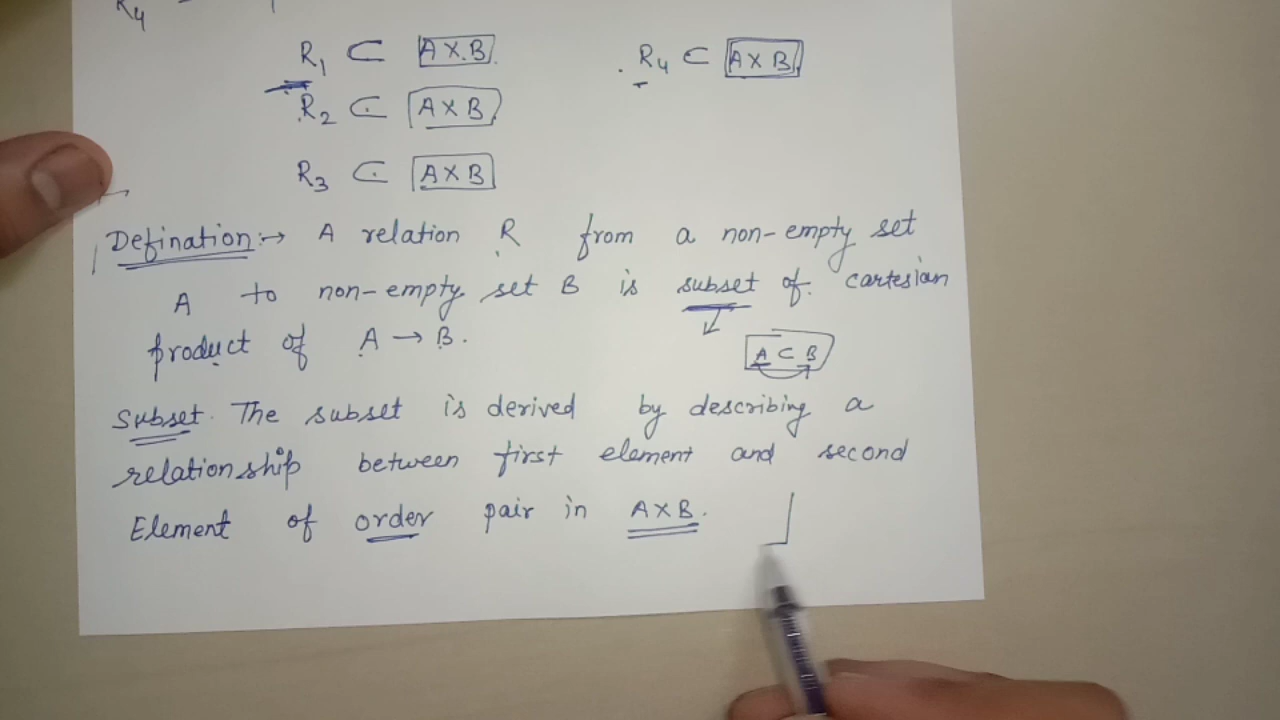 R4
R1 ⊂ A × B R4 ⊂ A × B
R2 ⊂ A × B
R3 ⊂ A × B
Defination:→ A relation R from a non-empty set
A to non-empty set B is subset of cartesian
product of A → B. A ⊂ B
Subset. The subset is derived by describing a
relationship between first element and second
Element of order pair in A × B.